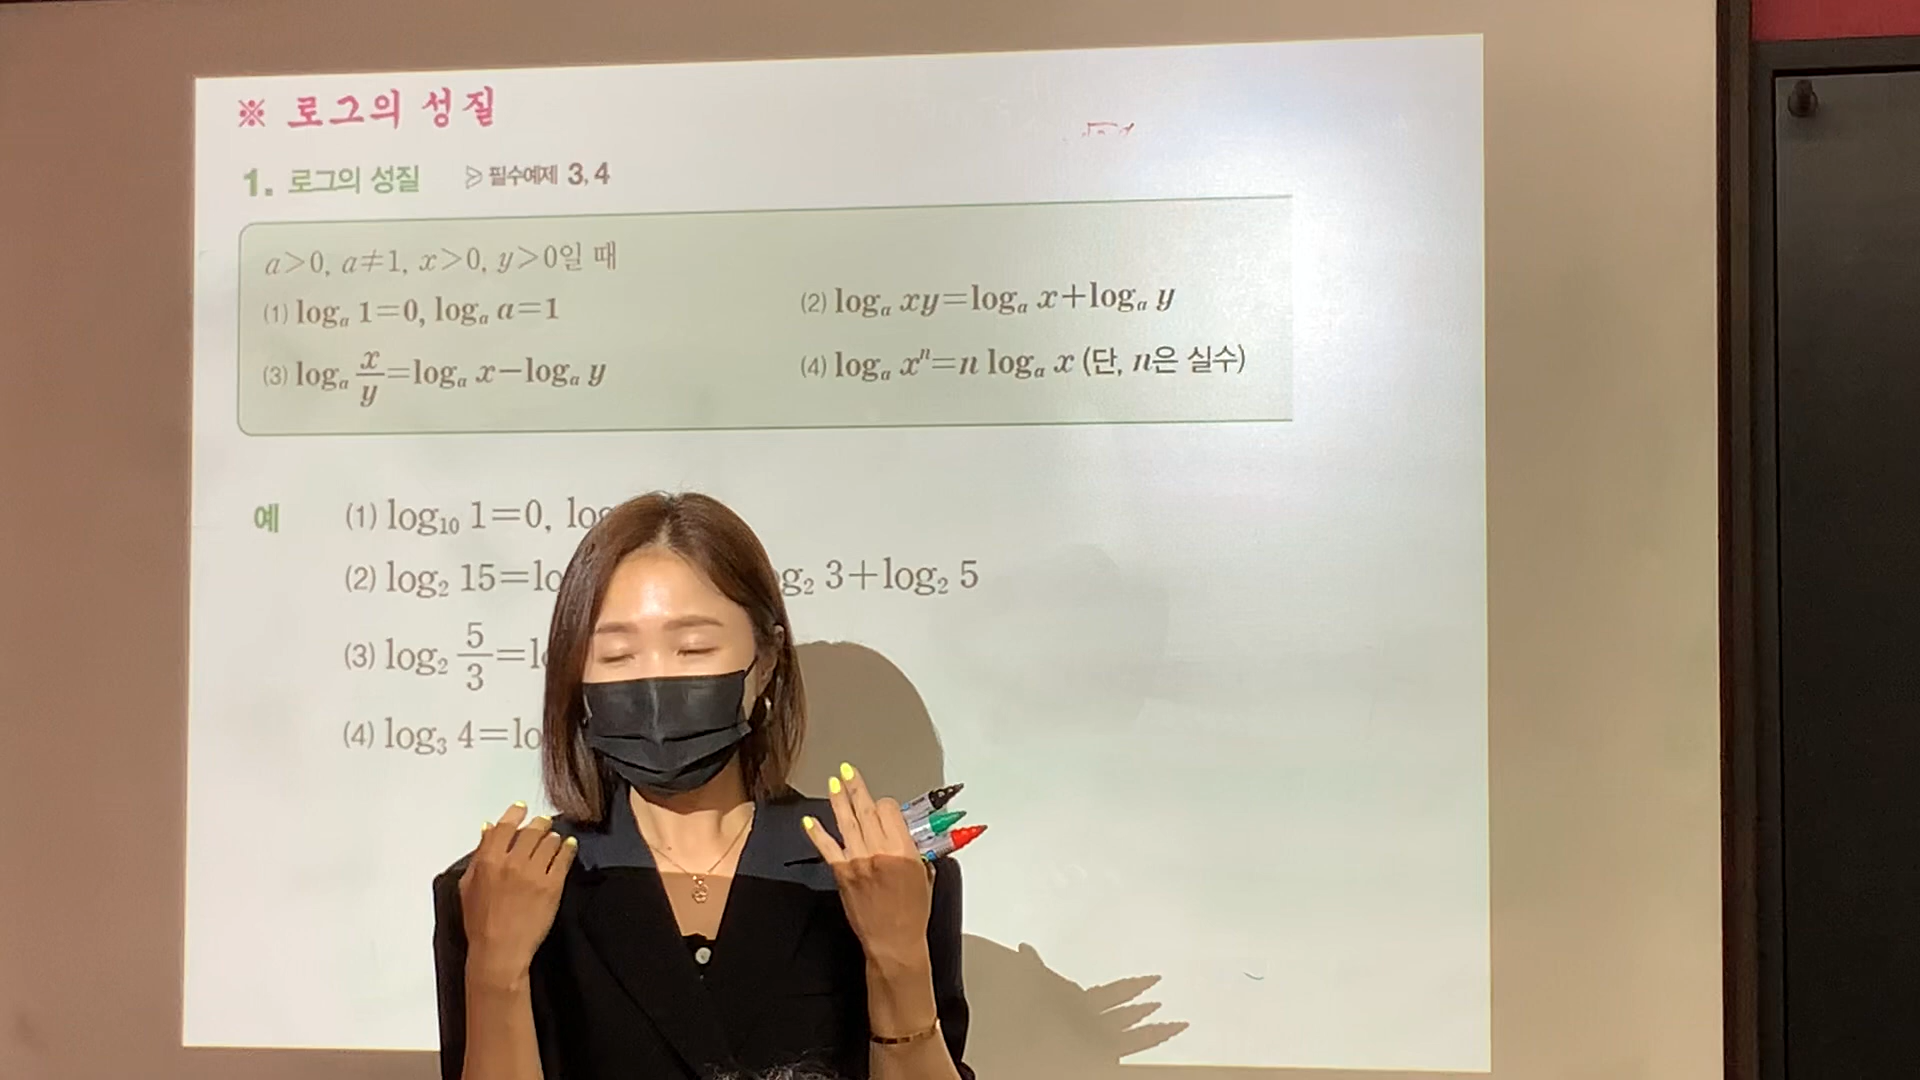 ※ 로그의 성질
1. 로그의 성질 ≫ 필수예제 3, 4
a>0, a≠1, x>0, y>0일 때
(1) logₐ 1=0, logₐ a=1 (2) logₐ xy=logₐ x+logₐ y
(3) logₐ x/y=logₐ x−logₐ y (4) logₐ xⁿ=n logₐ x (단, n은 실수)
예 (1) log₁₀ 1=0,
(2) log₂ 15= 3+log₂ 5
(3) log₂ 5/3=
(4) log₃ 4=